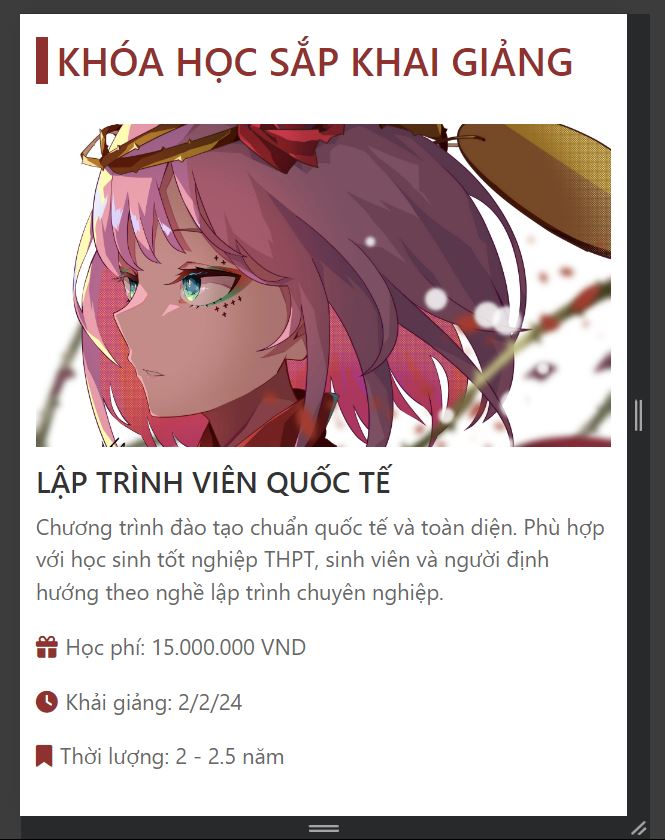 KHÓA HỌC SẮP KHAI GIẢNG
LẬP TRÌNH VIÊN QUỐC TẾ
Chương trình đào tạo chuẩn quốc tế và toàn diện. Phù hợp
với học sinh tốt nghiệp THPT, sinh viên và người định
hướng theo nghề lập trình chuyên nghiệp.
Học phí: 15.000.000 VND
Khải giảng: 2/2/24
Thời lượng: 2 - 2.5 năm